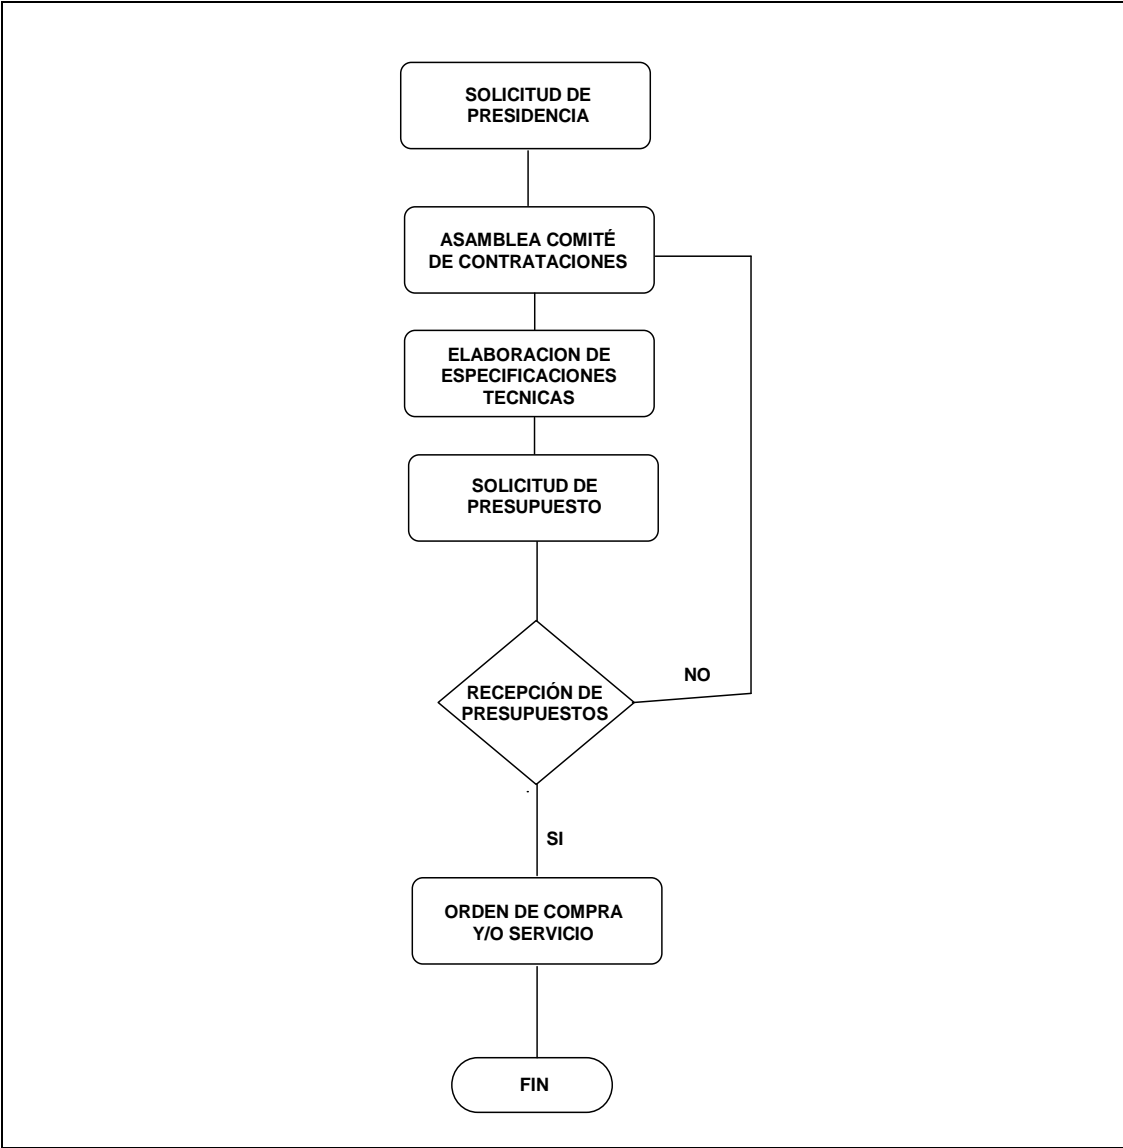 SOLICITUD DE
PRESIDENCIA
ASAMBLEA COMITÉ
DE CONTRATACIONES
ELABORACION DE
ESPECIFICACIONES
TECNICAS
SOLICITUD DE
PRESUPUESTO
NO
RECEPCIÓN DE
PRESUPUESTOS
SI
ORDEN DE COMPRA
Y/O SERVICIO
FIN